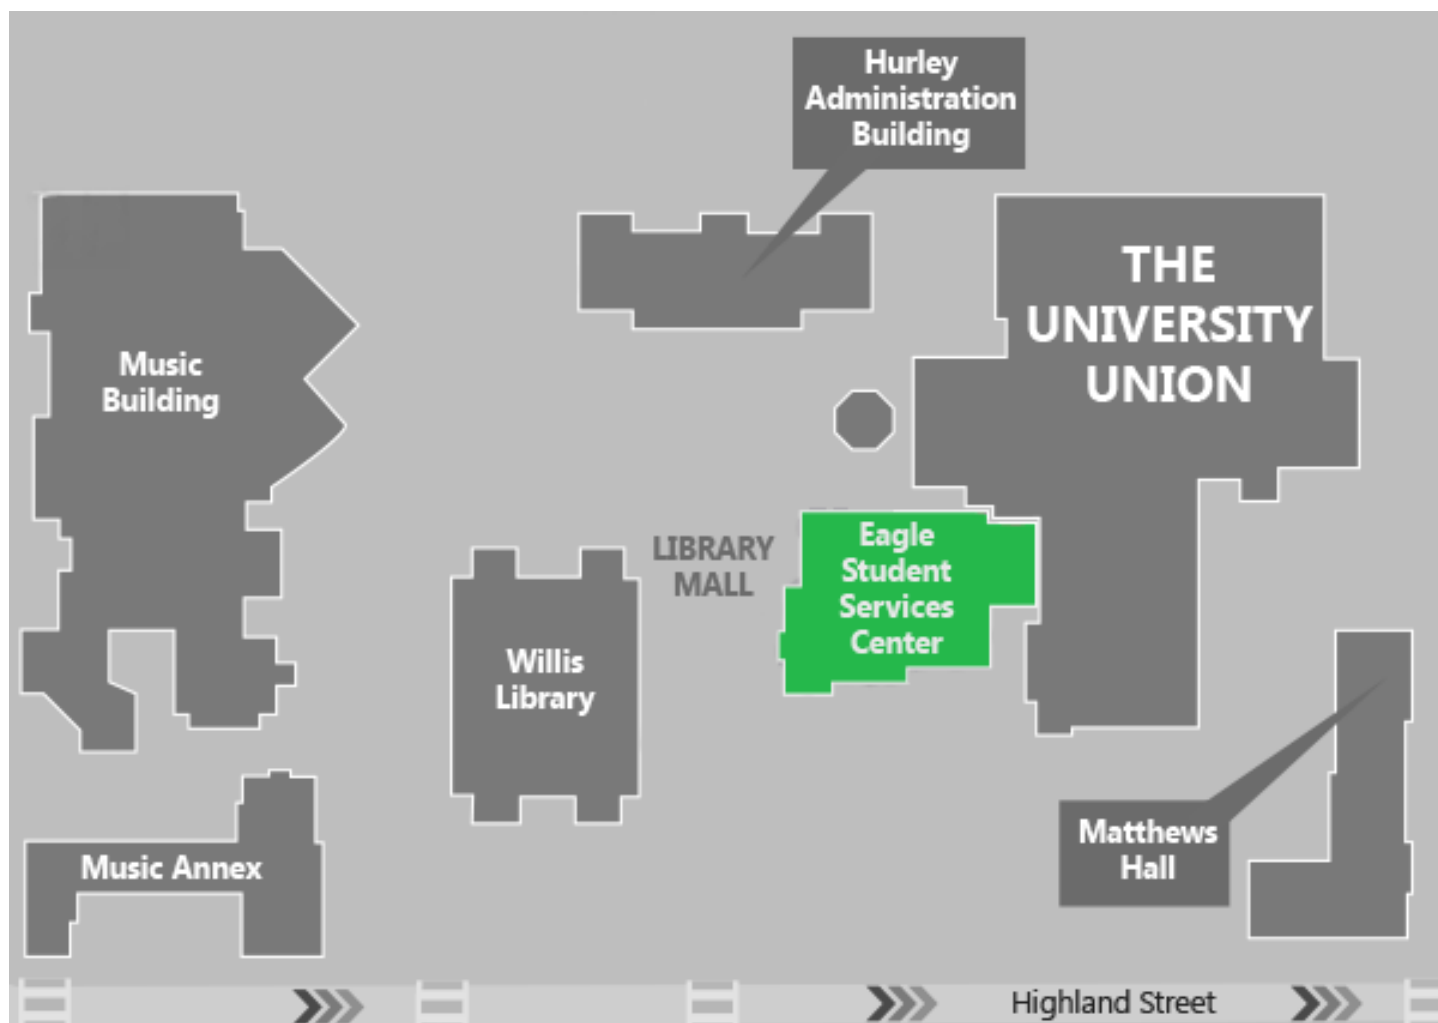 Hurley
Administration
Building
THE
UNIVERSITY
UNION
Music
Building
Eagle
Student
Services
Center
LIBRARY
MALL
Willis
Library
Matthews
Hall
Music Annex
Highland Street